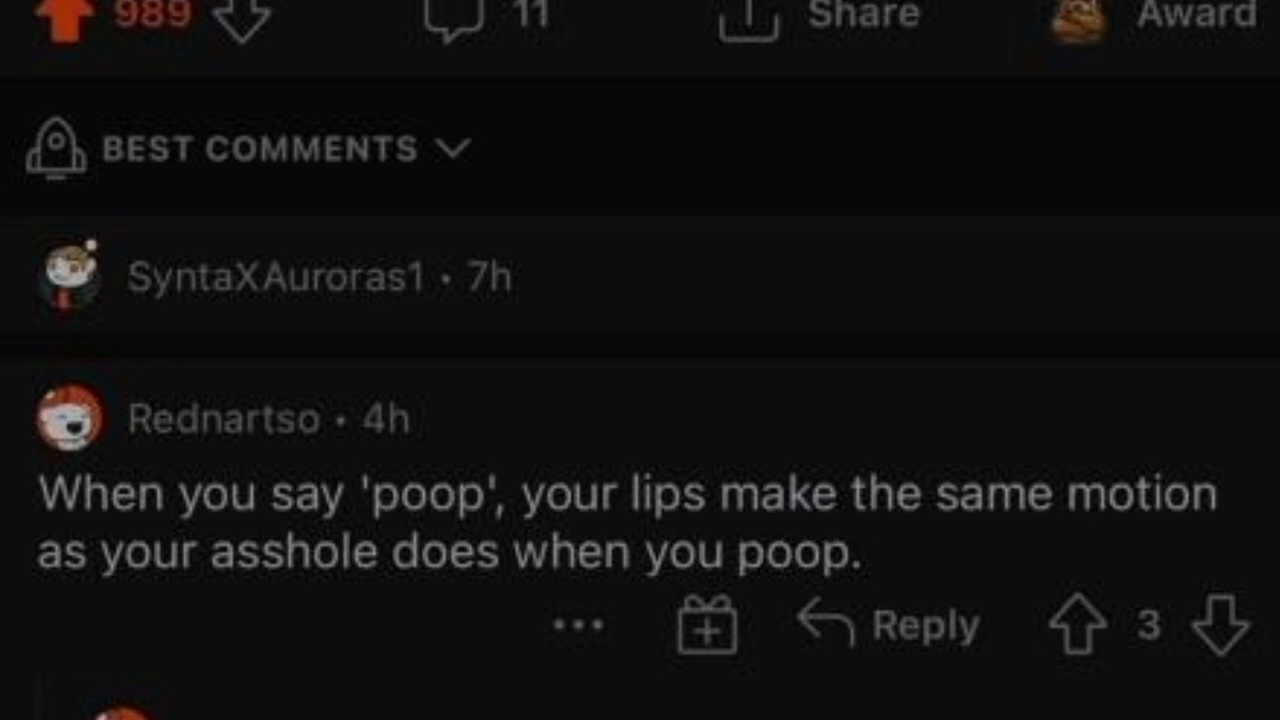 989 11 Share Award
BEST COMMENTS
SyntaXAuroras1 • 7h
Rednartso • 4h
When you say 'poop', your lips make the same motion
as your asshole does when you poop.
... Reply 3